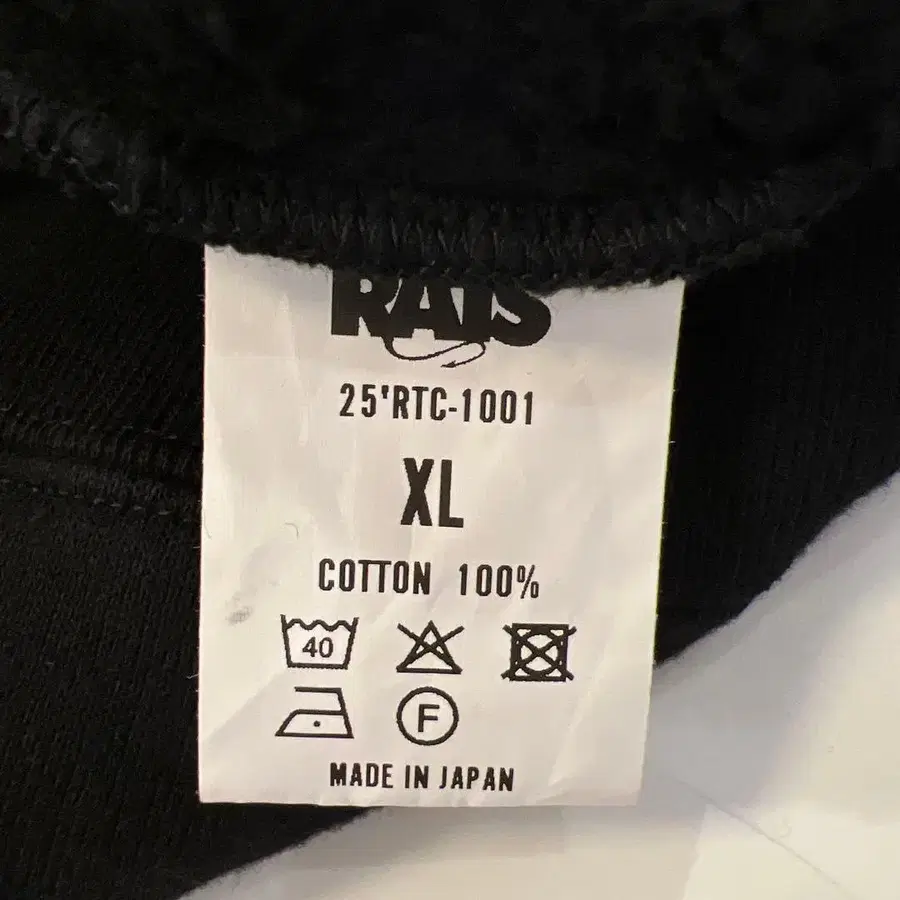 RATS
25'RTC-1001
XL
COTTON 100%
40
F
MADE IN JAPAN